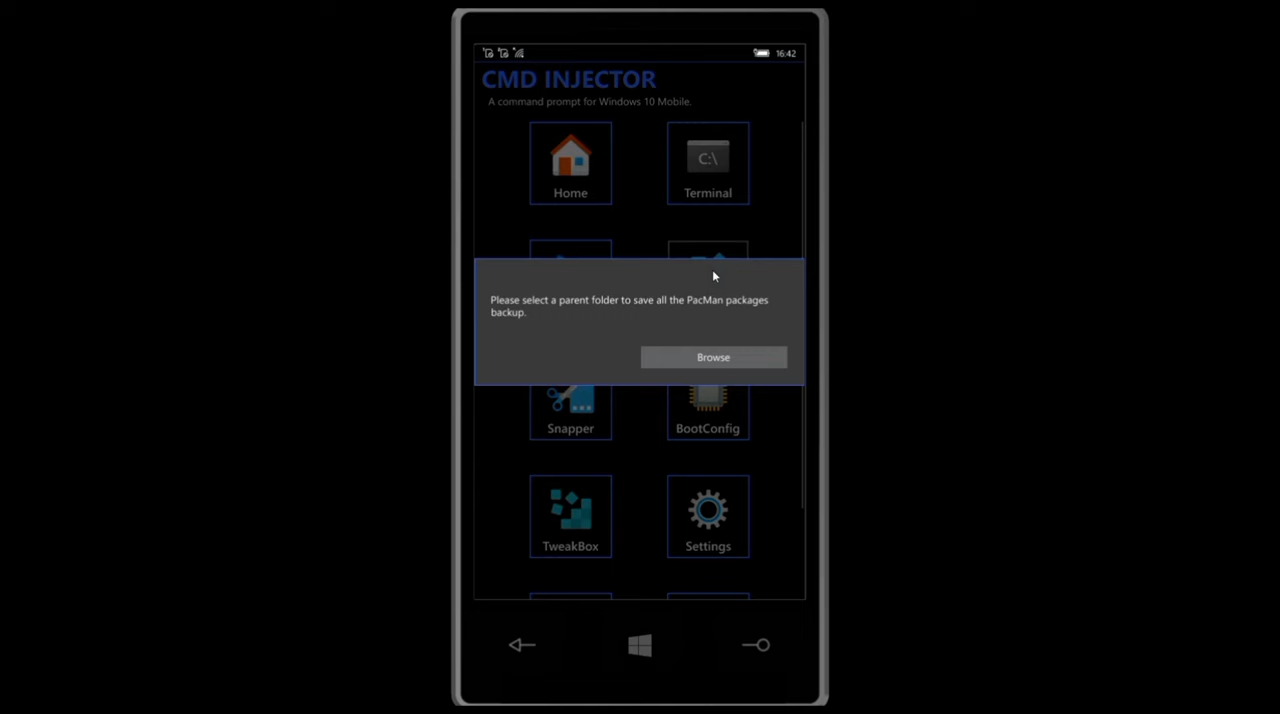 16:42
CMD INJECTOR
A command prompt for Windows 10 Mobile.
Home
Terminal
C:\
Please select a parent folder to save all the PacMan packages
backup.
Browse
Snapper
BootConfig
TweakBox
Settings